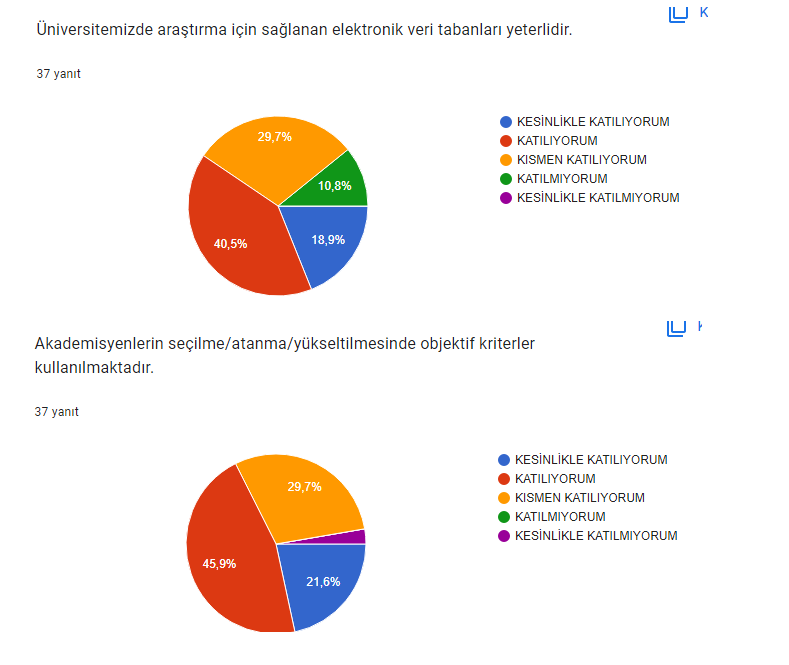 K
Üniversitemizde araştırma için sağlanan elektronik veri tabanları yeterlidir.
37 yanıt
KESİNLİKLE KATILIYORUM
KATILIYORUM
KISMEN KATILIYORUM
KATILMIYORUM
KESİNLİKLE KATILMIYORUM
29,7%
10,8%
40,5%
18,9%
Akademisyenlerin seçilme/atanma/yükseltilmesinde objektif kriterler
kullanılmaktadır.
37 yanıt
KESİNLİKLE KATILIYORUM
KATILIYORUM
KISMEN KATILIYORUM
KATILMIYORUM
KESİNLİKLE KATILMIYORUM
29,7%
45,9%
21,6%